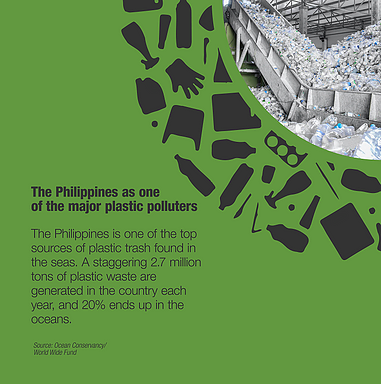 The Philippines as one
of the major plastic polluters
The Philippines is one of the top
sources of plastic trash found in
the seas. A staggering 2.7 million
tons of plastic waste are
generated in the country each
year, and 20% ends up in the
oceans.
Source: Ocean Conservancy/
World Wide Fund